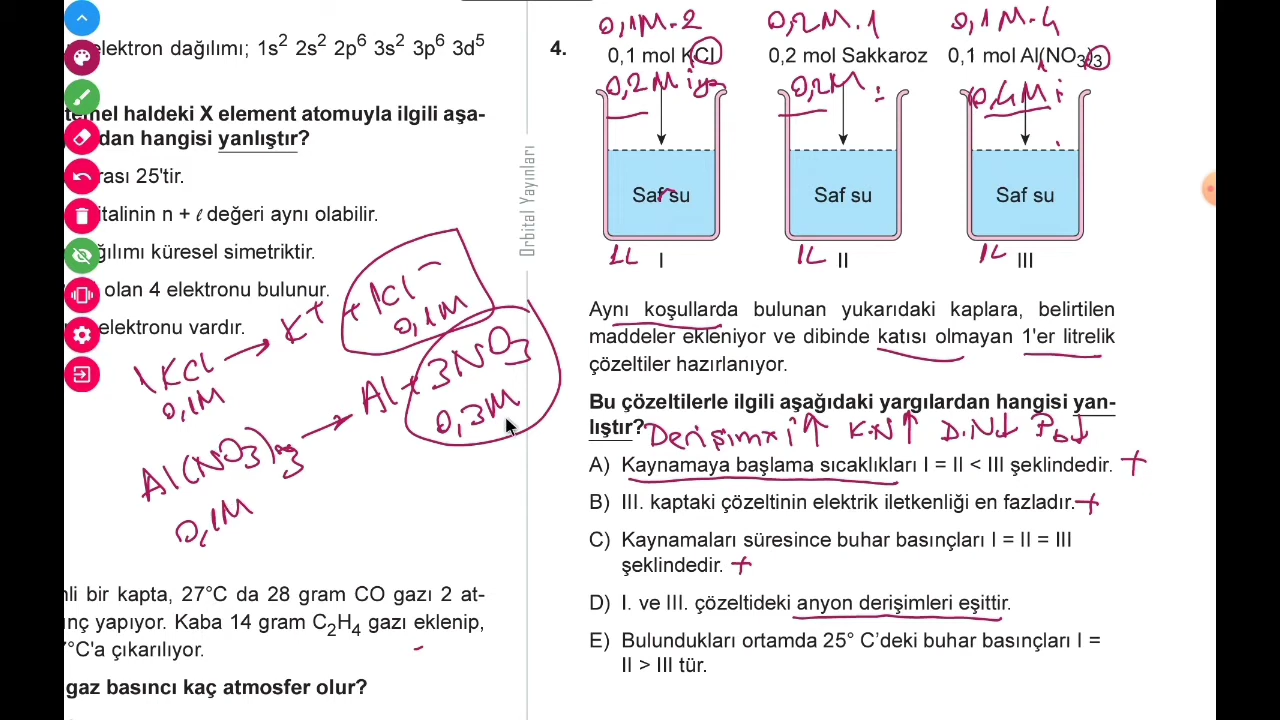 elektron dağılımı; 1s² 2s² 2p⁶ 3s² 3p⁶ 3d⁵
temel haldeki X element atomuyla ilgili aşa-
dan hangisi yanlıştır?
rası 25'tir.
italinin n + ℓ değeri aynı olabilir.
ğılımı küresel simetriktir.
olan 4 elektronu bulunur.
elektronu vardır.
1KCl → K⁺ + 1Cl⁻
0,1M 0,1M
Al(NO3)3 → Al + 3NO3
0,1M 0,3M
nli bir kapta, 27°C da 28 gram CO gazı 2 at-
ınç yapıyor. Kaba 14 gram C₂H₄ gazı eklenip,
°C'a çıkarılıyor.
gaz basıncı kaç atmosfer olur?
Orbital Yayınları
0,1M.2 0,2M.1 0,1M.4
4. 0,1 mol KCl 0,2 mol Sakkaroz 0,1 mol Al(NO₃)₃
0,2M iyon 0,2M 0,4M i
Saf su Saf su Saf su
1L I 1L II 1L III
Aynı koşullarda bulunan yukarıdaki kaplara, belirtilen
maddeler ekleniyor ve dibinde katısı olmayan 1'er litrelik
çözeltiler hazırlanıyor.
Bu çözeltilerle ilgili aşağıdaki yargılardan hangisi yan-
lıştır? Derişim x i ↑ K.N ↑ D.N ↓ Pb ↓
A) Kaynamaya başlama sıcaklıkları I = II < III şeklindedir. +
B) III. kaptaki çözeltinin elektrik iletkenliği en fazladır. +
C) Kaynamaları süresince buhar basınçları I = II = III
şeklindedir. +
D) I. ve III. çözeltideki anyon derişimleri eşittir.
E) Bulundukları ortamda 25° C'deki buhar basınçları I =
II > III tür.